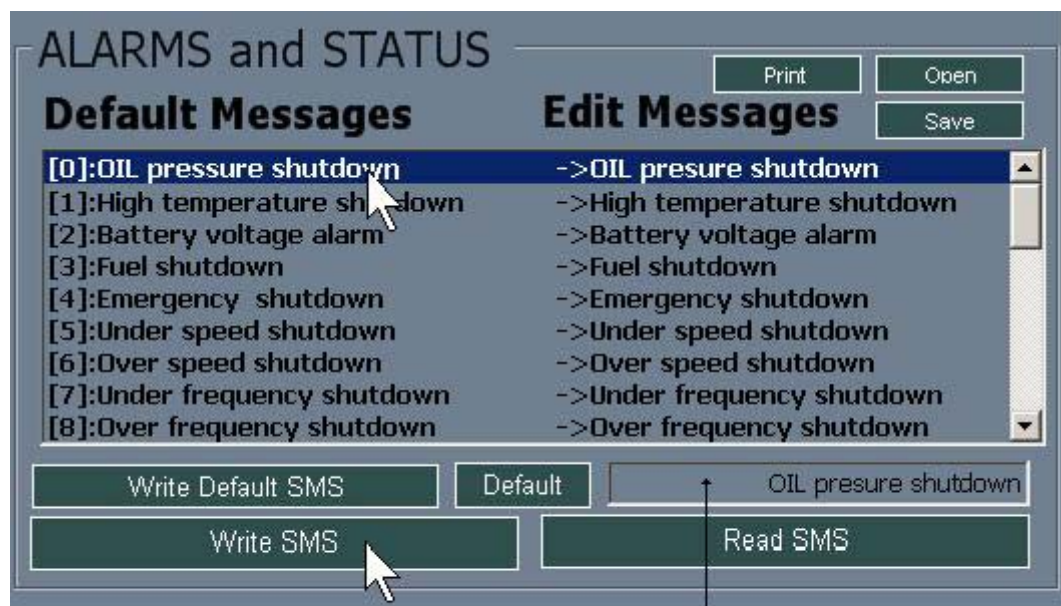 ALARMS and STATUS
Print
Open
Default Messages
Edit Messages
Save
[0]:OIL pressure shutdown ->OIL presure shutdown
[1]:High temperature shutdown ->High temperature shutdown
[2]:Battery voltage alarm ->Battery voltage alarm
[3]:Fuel shutdown ->Fuel shutdown
[4]:Emergency shutdown ->Emergency shutdown
[5]:Under speed shutdown ->Under speed shutdown
[6]:Over speed shutdown ->Over speed shutdown
[7]:Under frequency shutdown ->Under frequency shutdown
[8]:Over frequency shutdown ->Over frequency shutdown
Write Default SMS
Default
OIL presure shutdown
Write SMS
Read SMS